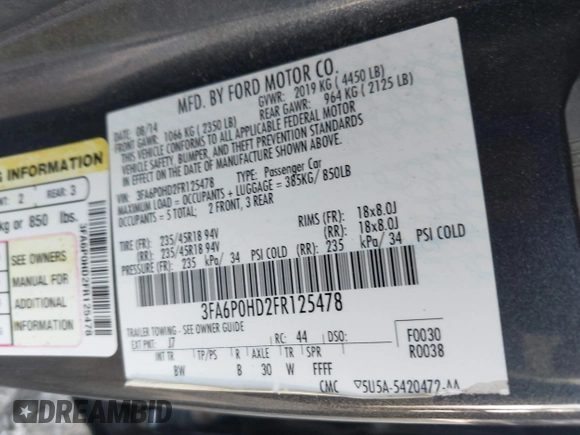 MFD. BY FORD MOTOR CO.
DATE: 08/14 GVWR: 2019 KG (4450 LB)
FRONT GAWR: 1066 KG (2350 LB) REAR GAWR: 964 KG (2125 LB)
THIS VEHICLE CONFORMS TO ALL APPLICABLE FEDERAL MOTOR
VEHICLE SAFETY, BUMPER, AND THEFT PREVENTION STANDARDS
IN EFFECT ON THE DATE OF MANUFACTURE SHOWN ABOVE.
VIN: 3FA6P0HD2FR125478 TYPE: Passenger Car
MAXIMUM LOAD = OCCUPANTS + LUGGAGE = 385KG/850LB
OCCUPANTS = 5 TOTAL: 2 FRONT, 3 REAR
TIRE (FR): 235/45R18 94V RIMS (FR): 18x8.0J
(RR): 235/45R18 94V (RR): 18x8.0J
PRESSURE (FR): 235 kPa/ 34 PSI COLD (RR): 235 kPa/ 34 PSI COLD
3FA6P0HD2FR125478
TRAILER TOWING - SEE OWNER GUIDE
EXT PNT: J7 RC: 44 DSO: F0030
R0038
INT TR TP/PS R AXLE TR SPR
BW B 30 W FFFF
CMC 5U5A-5420472-AA
G INFORMATION
NT: 2 REAR: 3
kg or 850 lbs.
SEE OWNERS
MANUAL FOR
ADDITIONAL
INFORMATION
3FA6P0HD2FR125478
DREAMBID